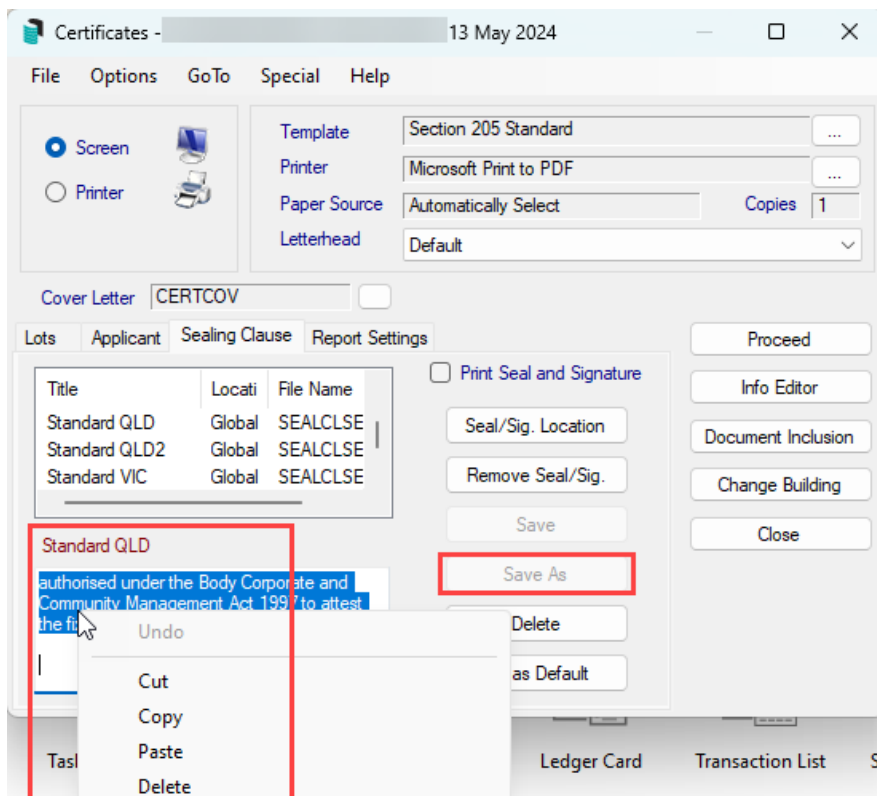 Certificates - 13 May 2024
File Options GoTo Special Help
Screen
Printer
Template Section 205 Standard ...
Printer Microsoft Print to PDF ...
Paper Source Automatically Select Copies 1
Letterhead Default
Cover Letter CERTCOV
Lots Applicant Sealing Clause Report Settings
Title Locati File Name
Standard QLD Global SEALCLSE
Standard QLD2 Global SEALCLSE
Standard VIC Global SEALCLSE
Print Seal and Signature
Seal/Sig. Location
Remove Seal/Sig.
Save
Save As
Delete
as Default
Proceed
Info Editor
Document Inclusion
Change Building
Close
Standard QLD
authorised under the Body Corporate and
Community Management Act 1997 to attest
the
Undo
Cut
Copy
Paste
Delete
Ledger Card Transaction List